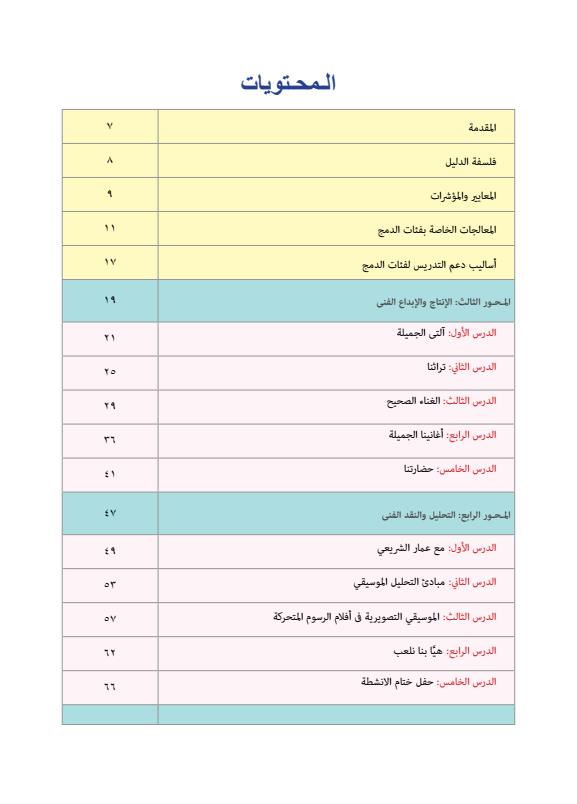 المحتويات
المقدمة ٧
فلسفة الدليل ٨
المعايير والمؤشرات ٩
المعالجات الخاصة بفئات الدمج ١١
أساليب دعم التدريس لفئات الدمج ١٧
المحور الثالث: الإنتاج والإبداع الفنى ١٩
الدرس الأول: آلتى الجميلة ٢١
الدرس الثاني: تراثنا ٢٥
الدرس الثالث: الغناء الصحيح ٢٩
الدرس الرابع: أغانينا الجميلة ٣٦
الدرس الخامس: حضارتنا ٤١
المحور الرابع: التحليل والنقد الفنى ٤٧
الدرس الأول: مع عمار الشريعي ٤٩
الدرس الثاني: مبادئ التحليل الموسيقي ٥٣
الدرس الثالث: الموسيقي التصويرية فى أفلام الرسوم المتحركة ٥٧
الدرس الرابع: هيَّا بنا نلعب ٦٢
الدرس الخامس: حفل ختام الانشطة ٦٦